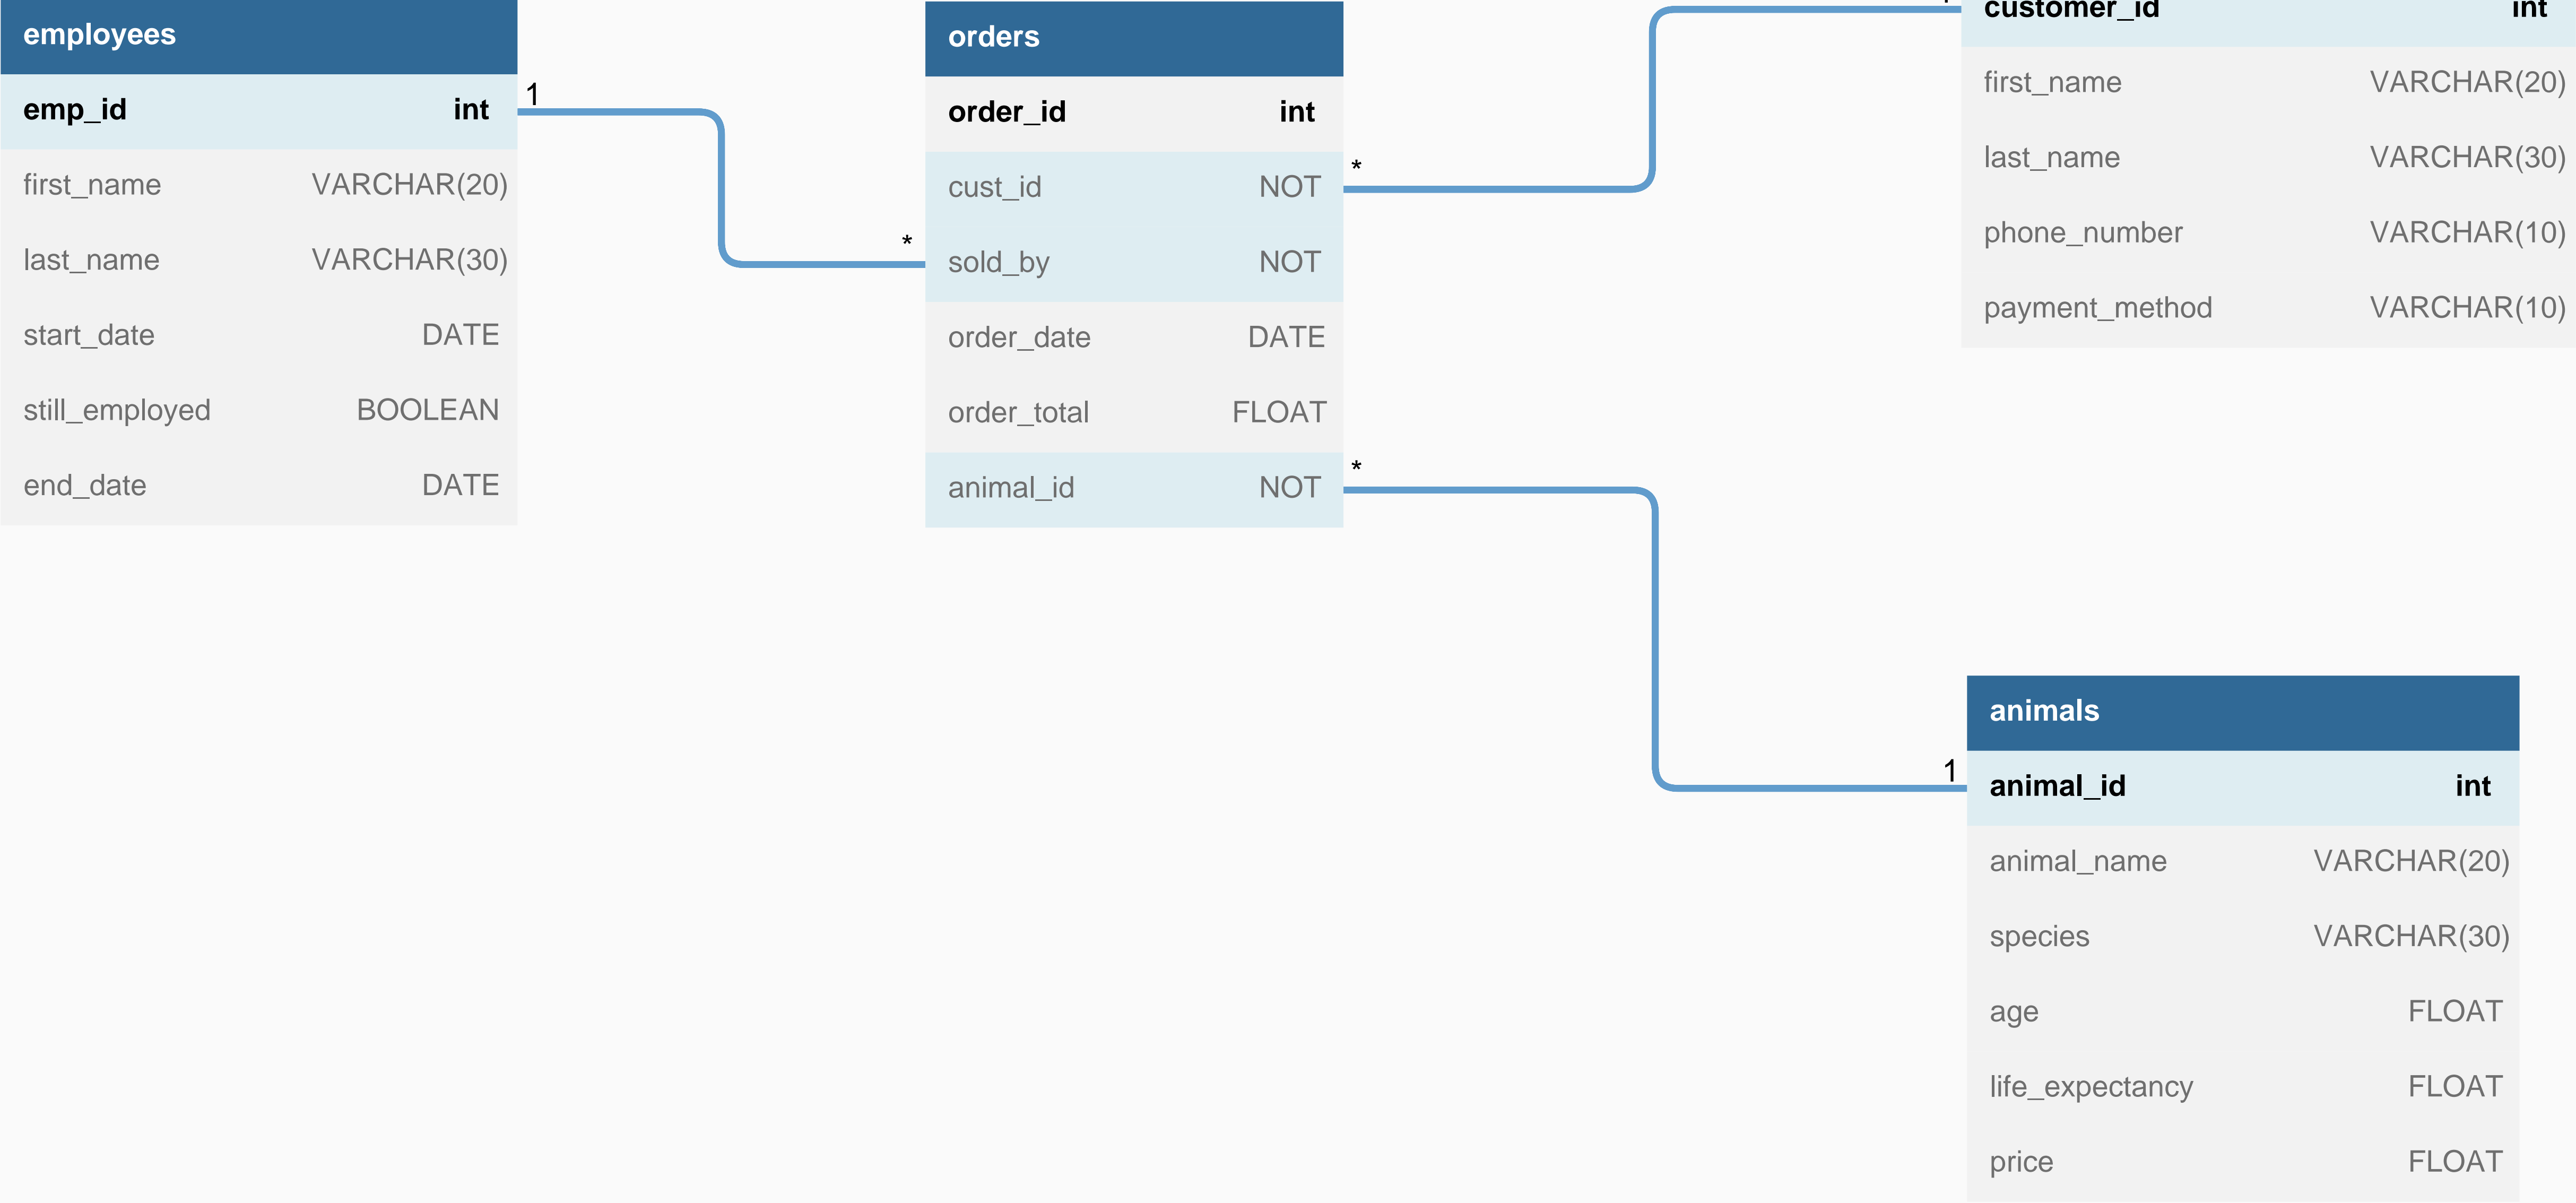 employees
emp_id int
first_name VARCHAR(20)
last_name VARCHAR(30)
start_date DATE
still_employed BOOLEAN
end_date DATE
1
*
orders
order_id int
cust_id NOT
sold_by NOT
order_date DATE
order_total FLOAT
animal_id NOT
*
*
customer_id int
first_name VARCHAR(20)
last_name VARCHAR(30)
phone_number VARCHAR(10)
payment_method VARCHAR(10)
1
animals
animal_id int
animal_name VARCHAR(20)
species VARCHAR(30)
age FLOAT
life_expectancy FLOAT
price FLOAT